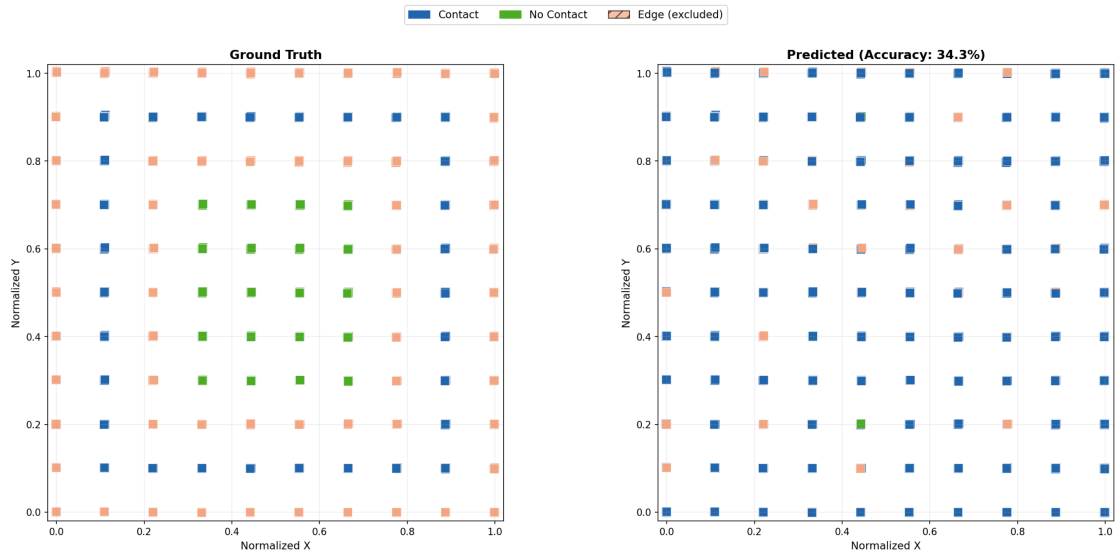 Contact No Contact Edge (excluded)
Ground Truth
1.0
0.8
0.6
0.4
0.2
0.0
Normalized Y
0.0 0.2 0.4 0.6 0.8 1.0
Normalized X
Predicted (Accuracy: 34.3%)
1.0
0.8
0.6
0.4
0.2
0.0
Normalized Y
0.0 0.2 0.4 0.6 0.8 1.0
Normalized X